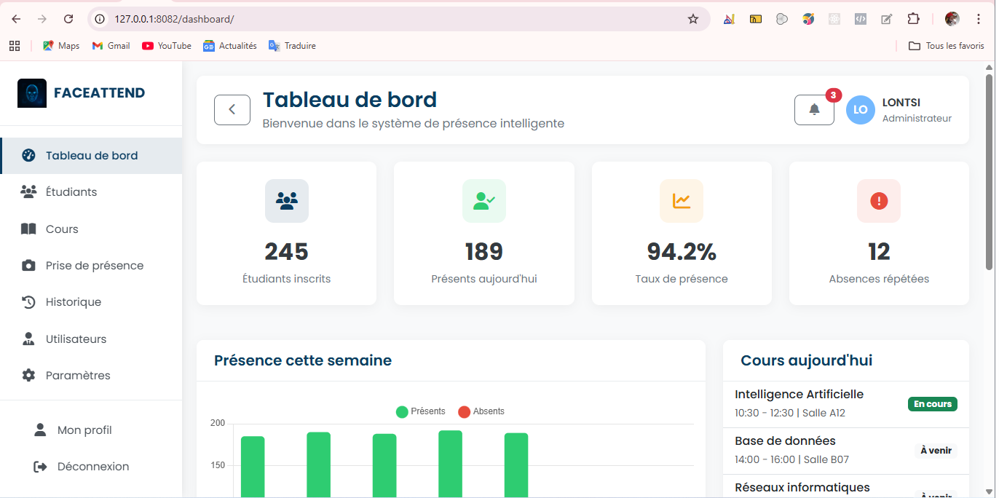 127.0.0.1:8082/dashboard/
Maps
Gmail
YouTube
Actualités
Traduire
Tous les favoris
FACEATTEND
Tableau de bord
Étudiants
Cours
Prise de présence
Historique
Utilisateurs
Paramètres
Mon profil
Déconnexion
Tableau de bord
Bienvenue dans le système de présence intelligente
3
LO
LONTSI
Administrateur
245
Étudiants inscrits
189
Présents aujourd'hui
94.2%
Taux de présence
12
Absences répétées
Présence cette semaine
Présents
Absents
200
150
Cours aujourd'hui
Intelligence Artificielle
10:30 - 12:30 | Salle A12
En cours
Base de données
14:00 - 16:00 | Salle B07
À venir
Réseaux informatiques
À venir